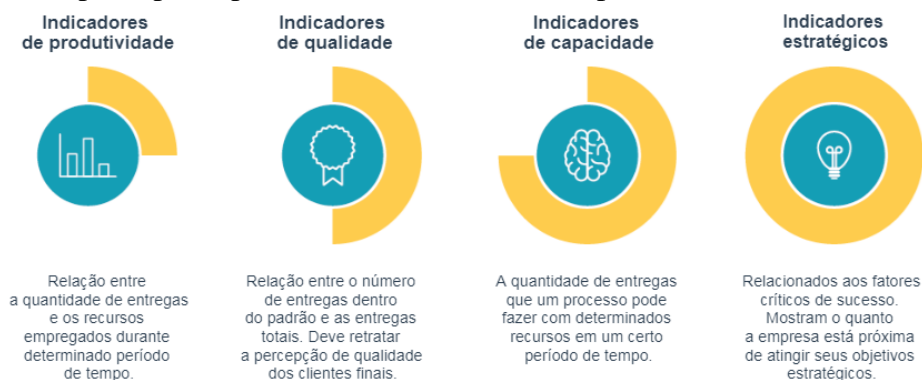 Indicadores
de produtividade
Relação entre
a quantidade de entregas
e os recursos
empregados durante
determinado período
de tempo.
Indicadores
de qualidade
Relação entre o número
de entregas dentro
do padrão e as entregas
totais. Deve retratar
a percepção de qualidade
dos clientes finais.
Indicadores
de capacidade
A quantidade de entregas
que um processo pode
fazer com determinados
recursos em um certo
período de tempo.
Indicadores
estratégicos
Relacionados aos fatores
críticos de sucesso.
Mostram o quanto
a empresa está próxima
de atingir seus objetivos
estratégicos.